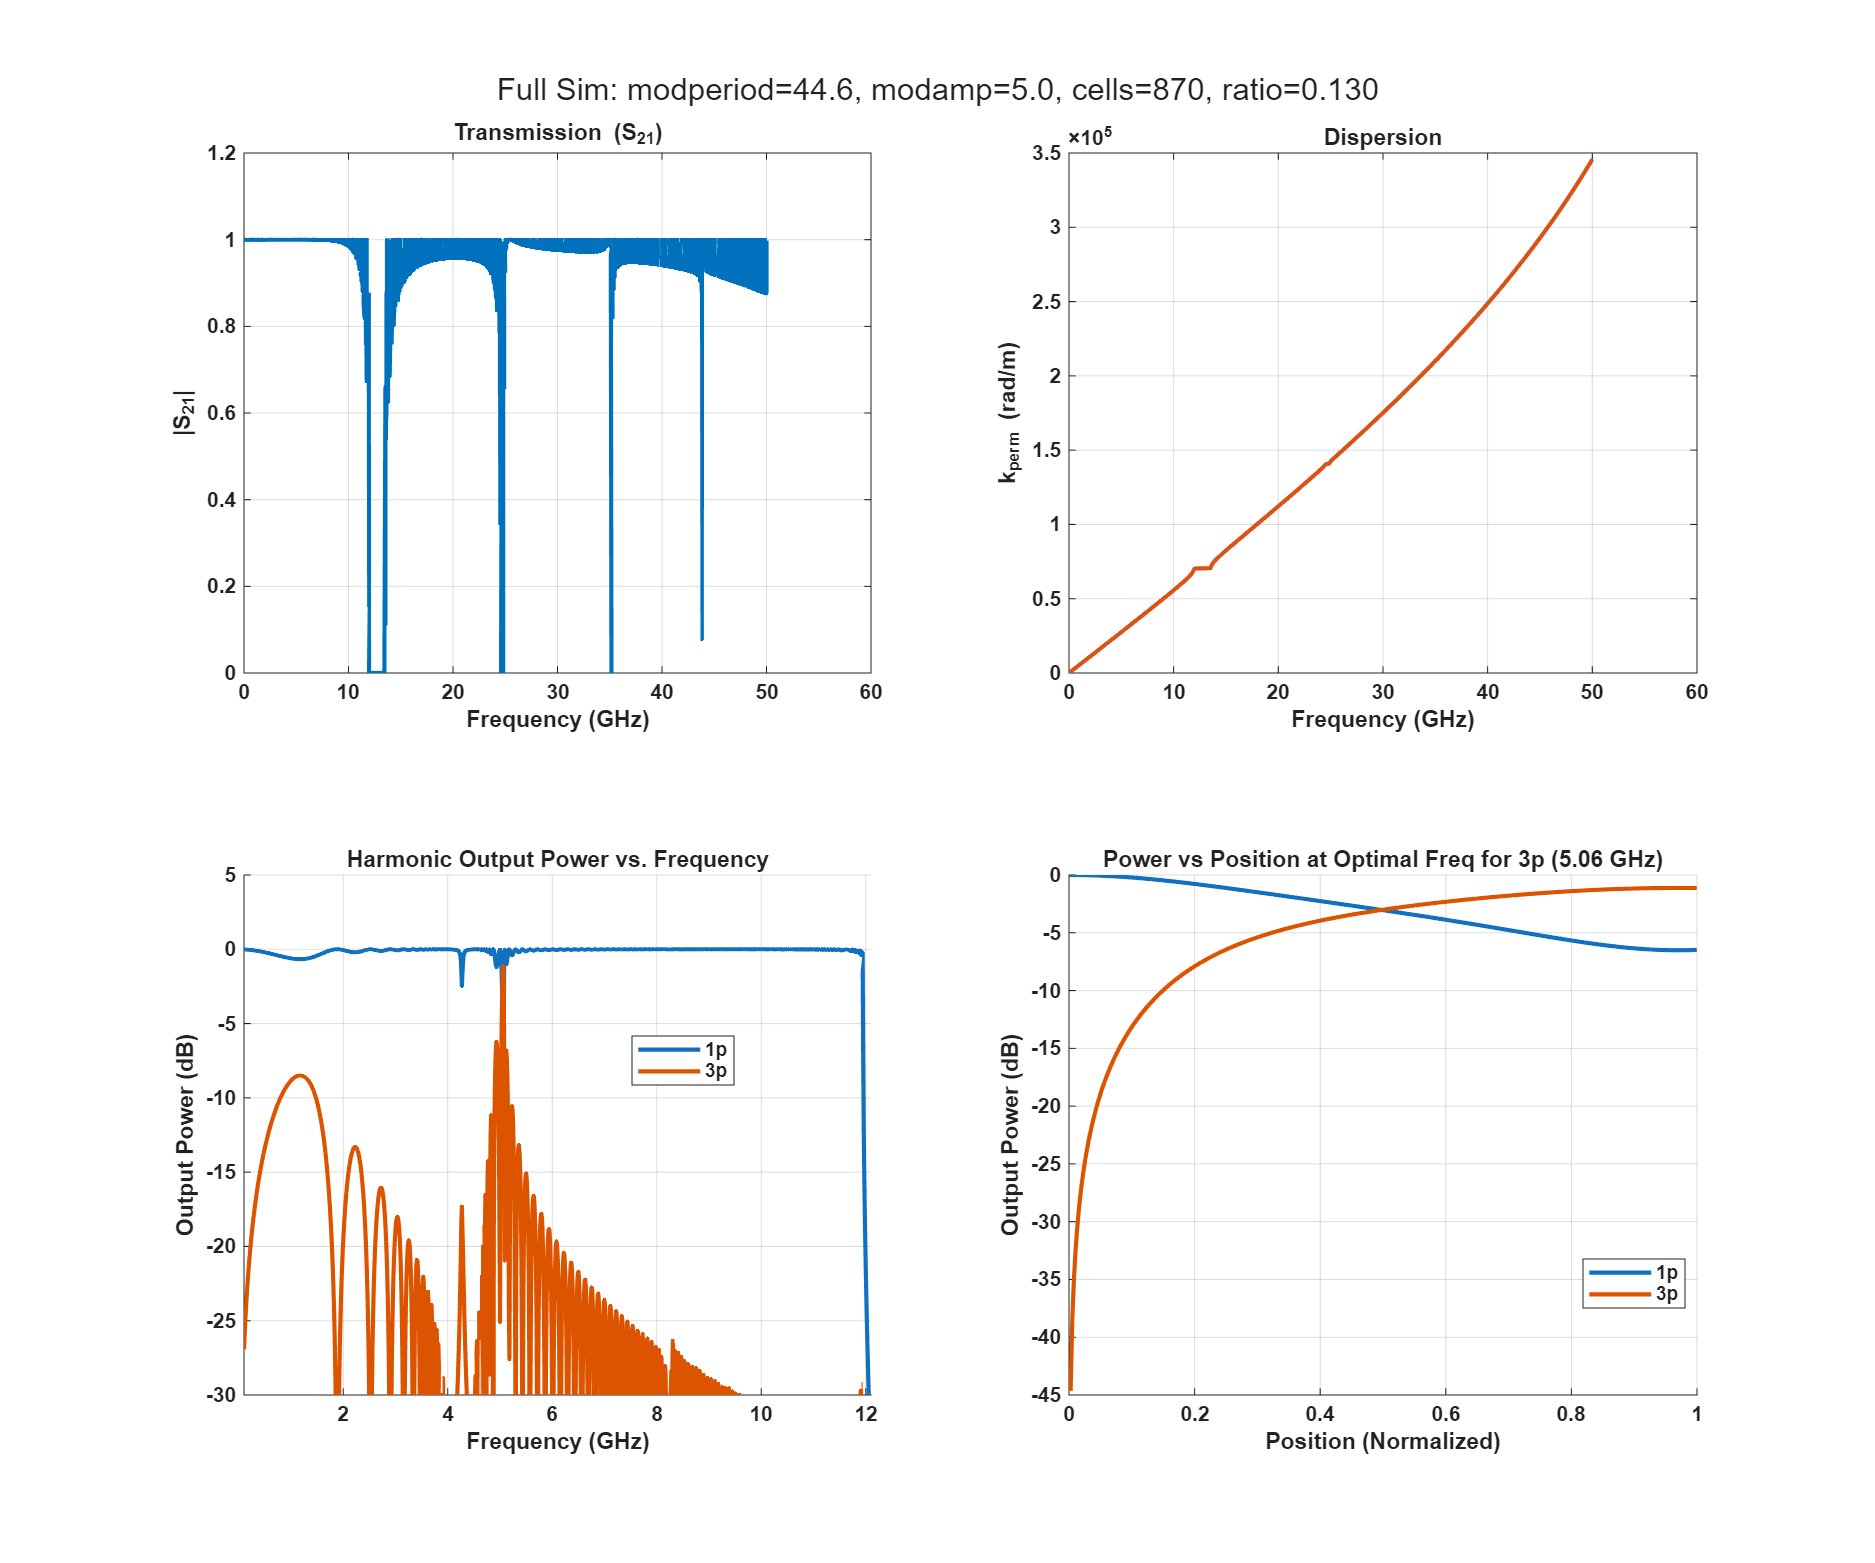 Full Sim: modperiod=44.6, modamp=5.0, cells=870, ratio=0.130
Transmission (S21)
1.2
1
0.8
0.6
0.4
0.2
0
|S21|
0 10 20 30 40 50 60
Frequency (GHz)
×10^5
Dispersion
3.5
3
2.5
2
1.5
1
0.5
0
kperm (rad/m)
0 10 20 30 40 50 60
Frequency (GHz)
Harmonic Output Power vs. Frequency
5
0
-5
-10
-15
-20
-25
-30
Output Power (dB)
1p
3p
2 4 6 8 10 12
Frequency (GHz)
Power vs Position at Optimal Freq for 3p (5.06 GHz)
0
-5
-10
-15
-20
-25
-30
-35
-40
-45
Output Power (dB)
1p
3p
0 0.2 0.4 0.6 0.8 1
Position (Normalized)